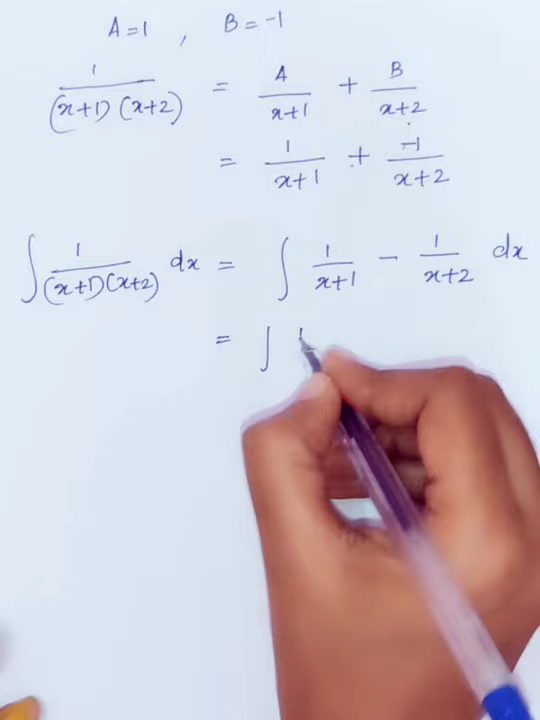 A=1 , B=-1
1/((x+1)(x+2)) = A/(x+1) + B/(x+2)
= 1/(x+1) + -1/(x+2)
∫ 1/((x+1)(x+2)) dx = ∫ 1/(x+1) - 1/(x+2) dx
= ∫ 1